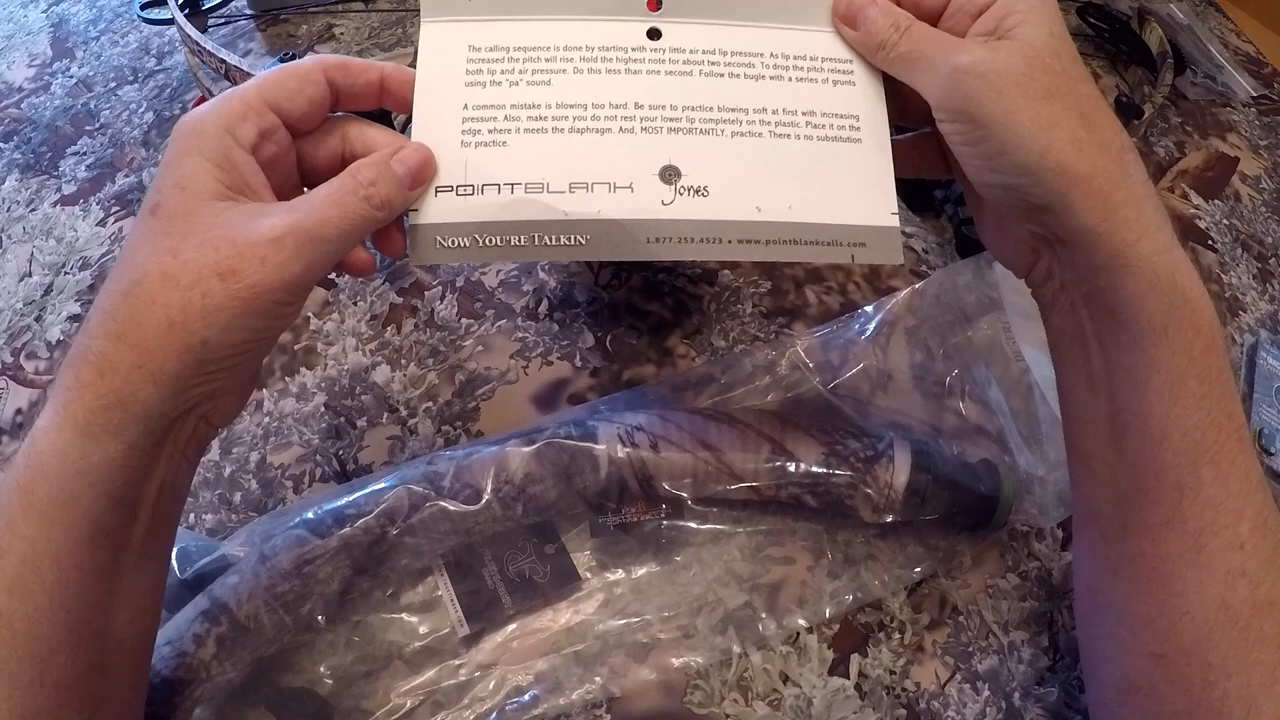 The calling sequence is done by starting with very little air and lip pressure. As lip and air pressure
increased the pitch will rise. Hold the highest note for about two seconds. To drop the pitch release
both lip and air pressure. Do this less than one second. Follow the bugle with a series of grunts
using the "pa" sound.
A common mistake is blowing too hard. Be sure to practice blowing soft at first with increasing
pressure. Also, make sure you do not rest your lower lip completely on the plastic. Place it on the
edge, where it meets the diaphragm. And, MOST IMPORTANTLY, practice. There is no substitution
for practice.
POINTBLANK Jones
NOW YOU'RE TALKIN' 1.877.253.4523 • www.pointblankcalls.com